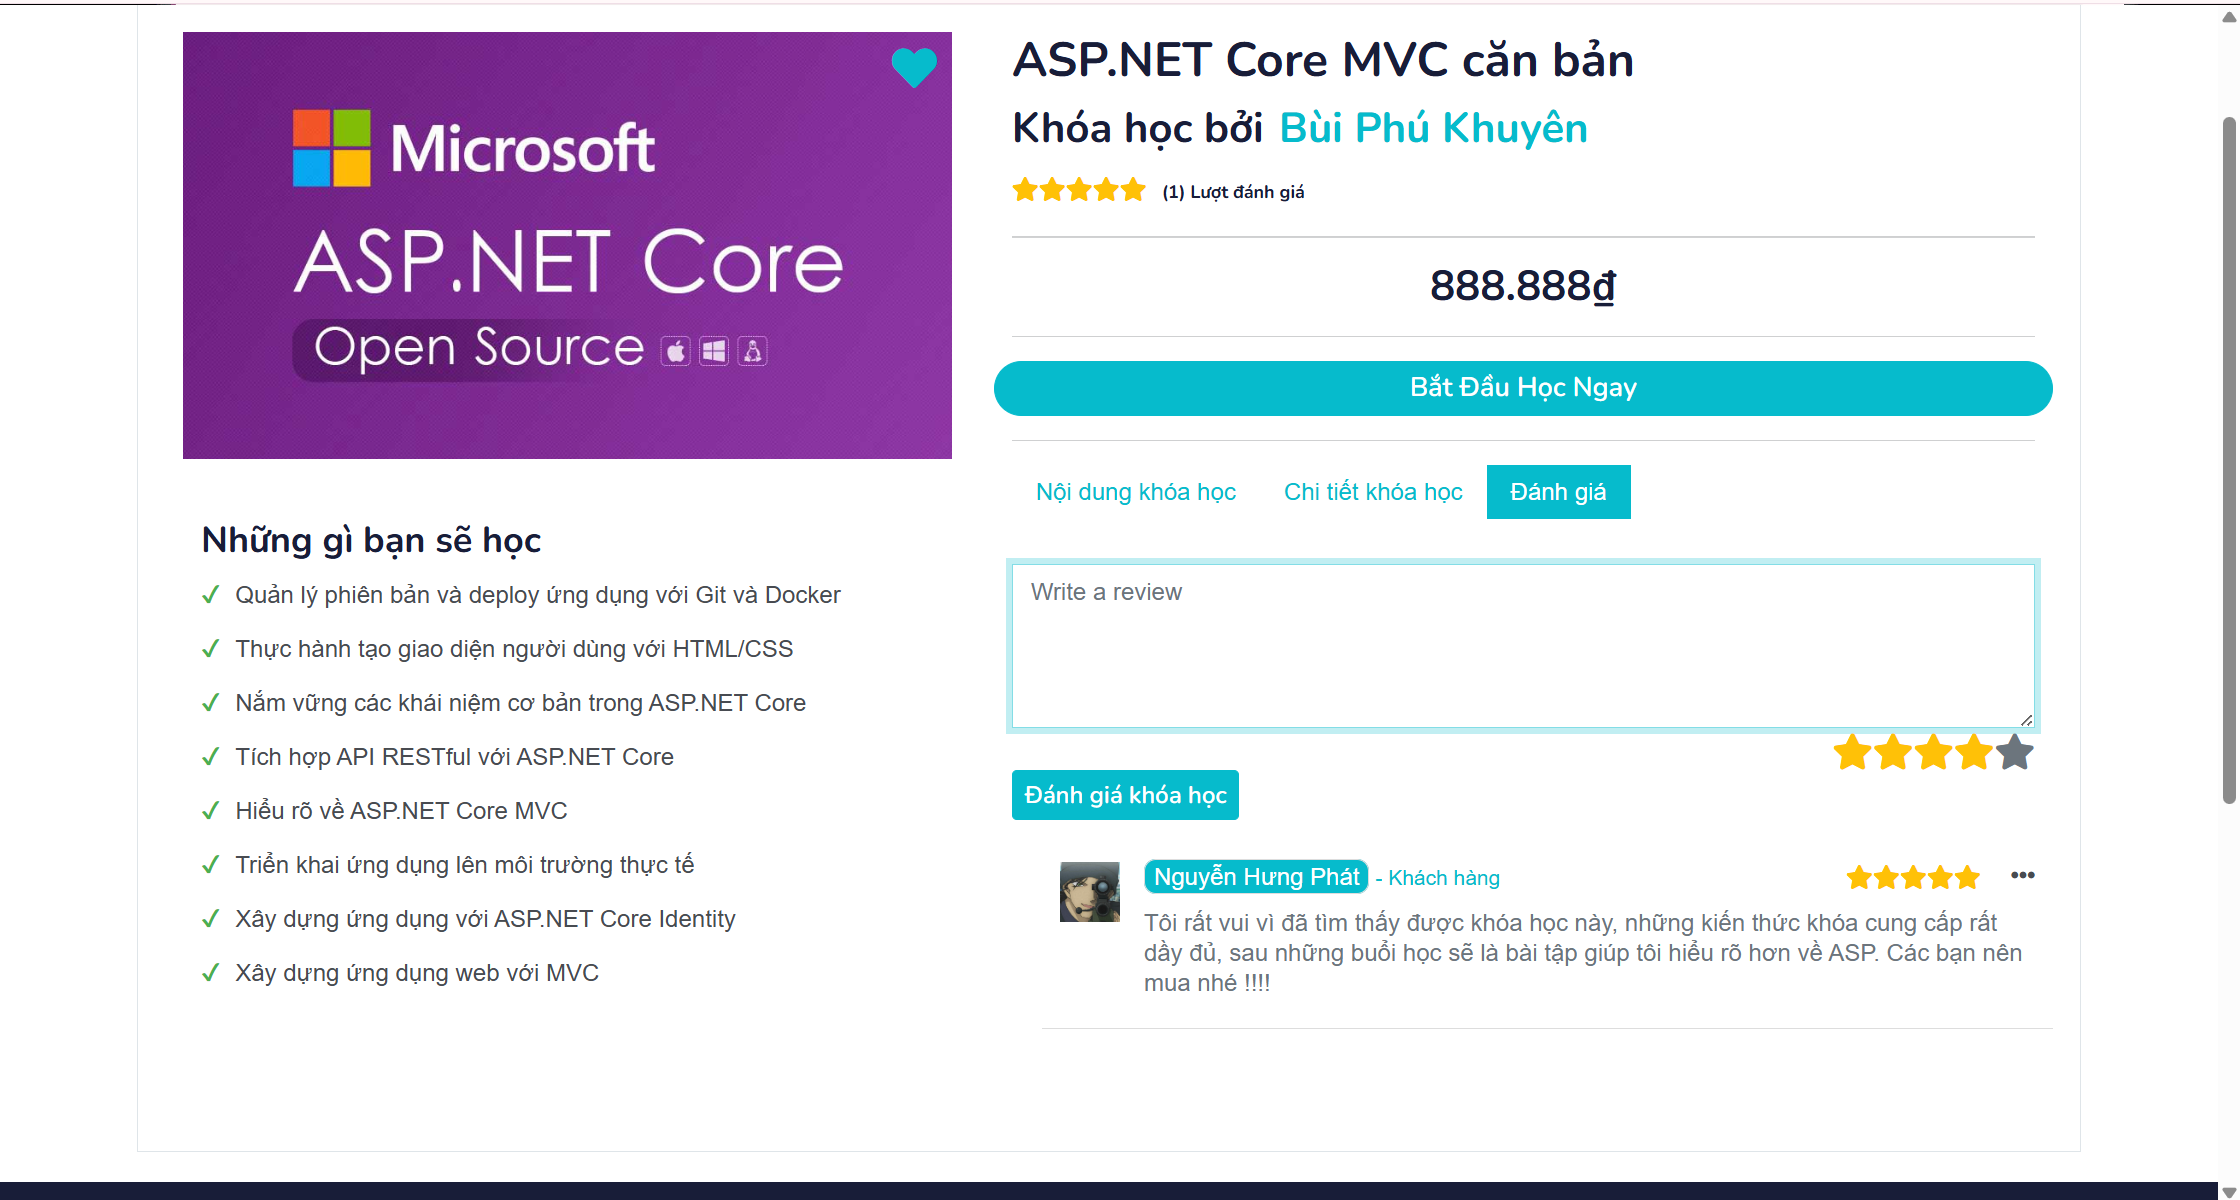 Microsoft
ASP.NET Core
Open Source
Những gì bạn sẽ học
Quản lý phiên bản và deploy ứng dụng với Git và Docker
Thực hành tạo giao diện người dùng với HTML/CSS
Nắm vững các khái niệm cơ bản trong ASP.NET Core
Tích hợp API RESTful với ASP.NET Core
Hiểu rõ về ASP.NET Core MVC
Triển khai ứng dụng lên môi trường thực tế
Xây dựng ứng dụng với ASP.NET Core Identity
Xây dựng ứng dụng web với MVC
ASP.NET Core MVC căn bản
Khóa học bởi Bùi Phú Khuyên
(1) Lượt đánh giá
888.888₫
Bắt Đầu Học Ngay
Nội dung khóa học Chi tiết khóa học Đánh giá
Write a review
Đánh giá khóa học
Nguyễn Hưng Phát - Khách hàng
Tôi rất vui vì đã tìm thấy được khóa học này, những kiến thức khóa cung cấp rất
dầy đủ, sau những buổi học sẽ là bài tập giúp tôi hiểu rõ hơn về ASP. Các bạn nên
mua nhé !!!!